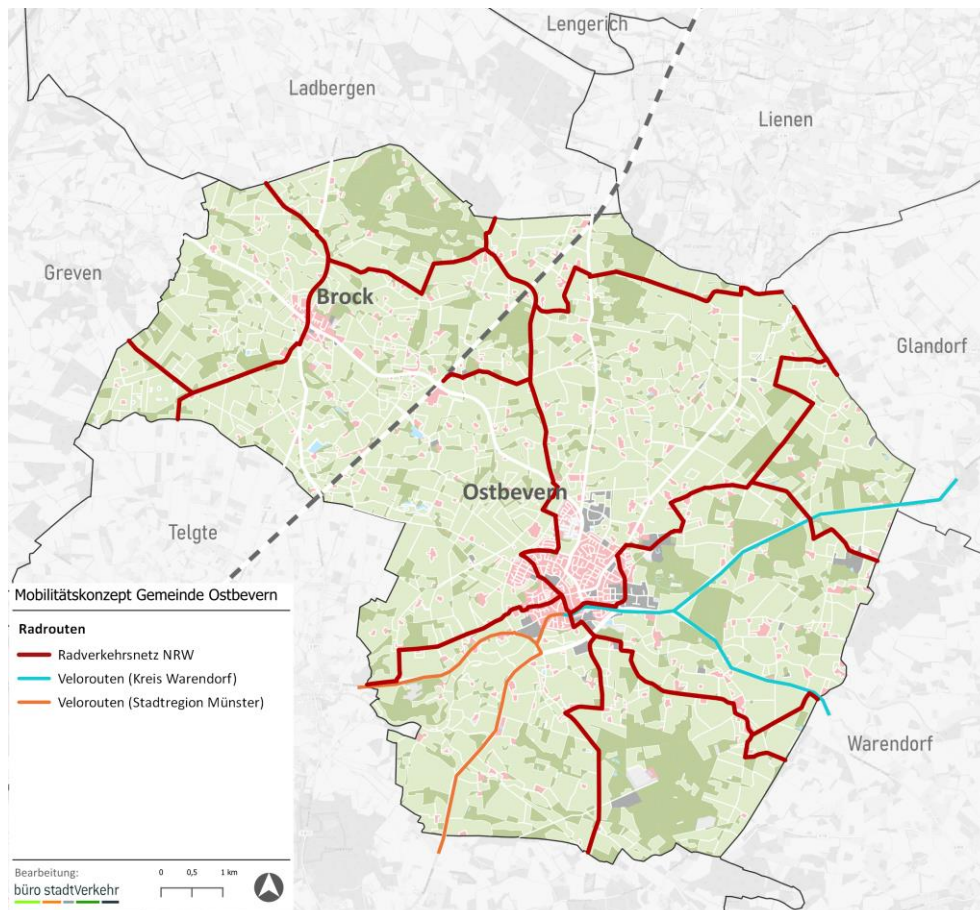 Lengerich
Ladbergen
Lienen
Greven
Brock
Glandorf
Ostbevern
Telgte
Warendorf
Mobilitätskonzept Gemeinde Ostbevern
Radrouten
Radverkehrsnetz NRW
Velorouten (Kreis Warendorf)
Velorouten (Stadtregion Münster)
Bearbeitung:
büro stadtVerkehr
0 0,5 1 km